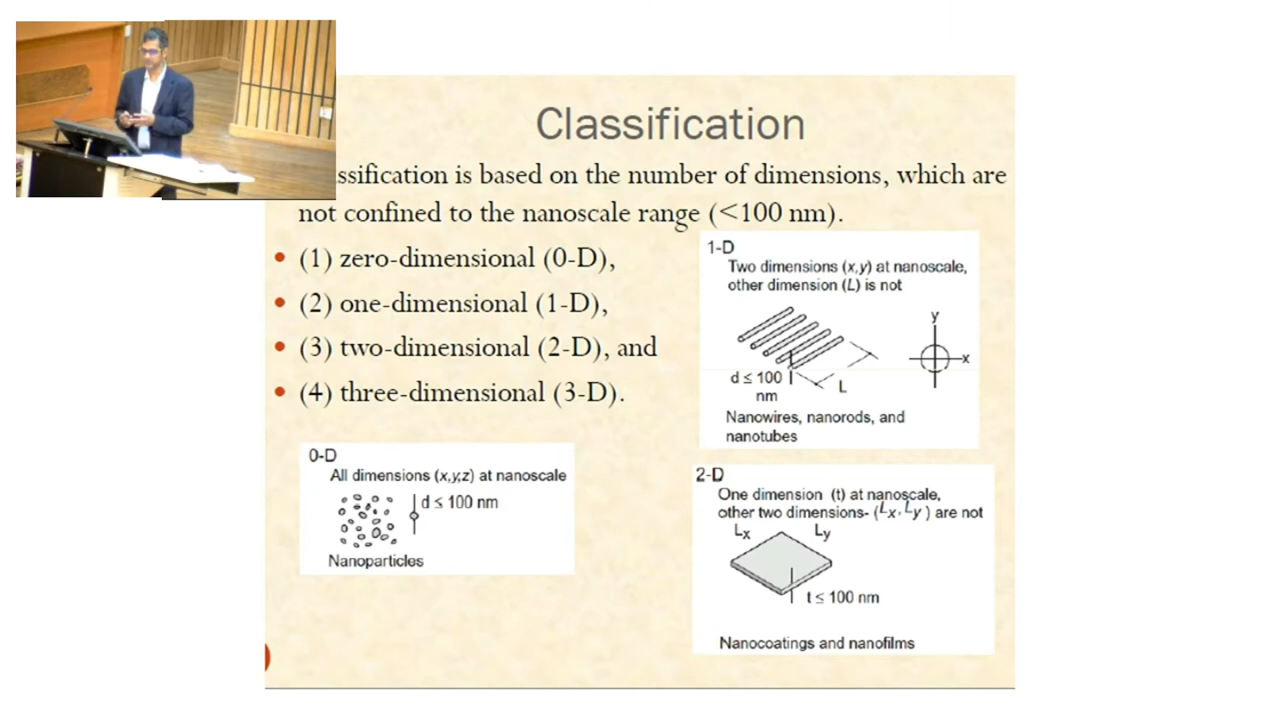 Classification
ssification is based on the number of dimensions, which are
not confined to the nanoscale range (<100 nm).
• (1) zero-dimensional (0-D),
• (2) one-dimensional (1-D),
• (3) two-dimensional (2-D), and
• (4) three-dimensional (3-D).
1-D
Two dimensions (x,y) at nanoscale,
other dimension (L) is not
y
x
d ≤ 100
nm
L
Nanowires, nanorods, and
nanotubes
0-D
All dimensions (x,y,z) at nanoscale
d ≤ 100 nm
Nanoparticles
2-D
One dimension (t) at nanoscale,
other two dimensions- (Lx, Ly) are not
Lx Ly
t ≤ 100 nm
Nanocoatings and nanofilms